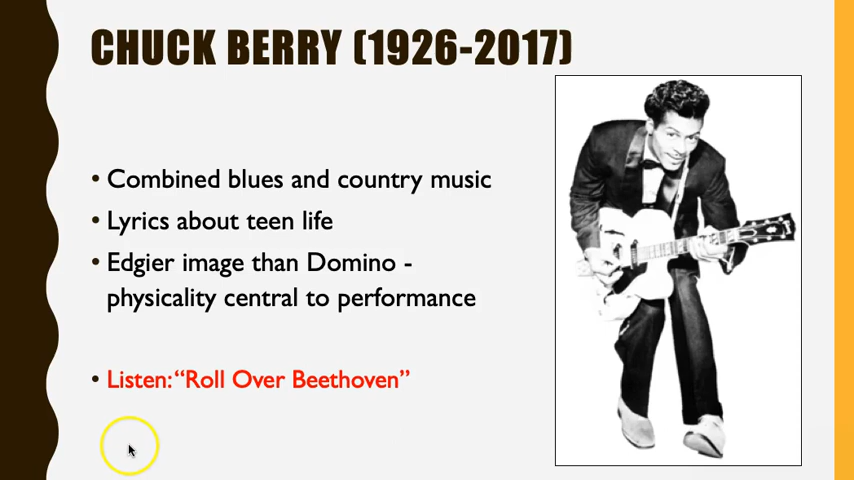 CHUCK BERRY (1926-2017)
• Combined blues and country music
• Lyrics about teen life
• Edgier image than Domino -
physicality central to performance
• Listen: “Roll Over Beethoven”